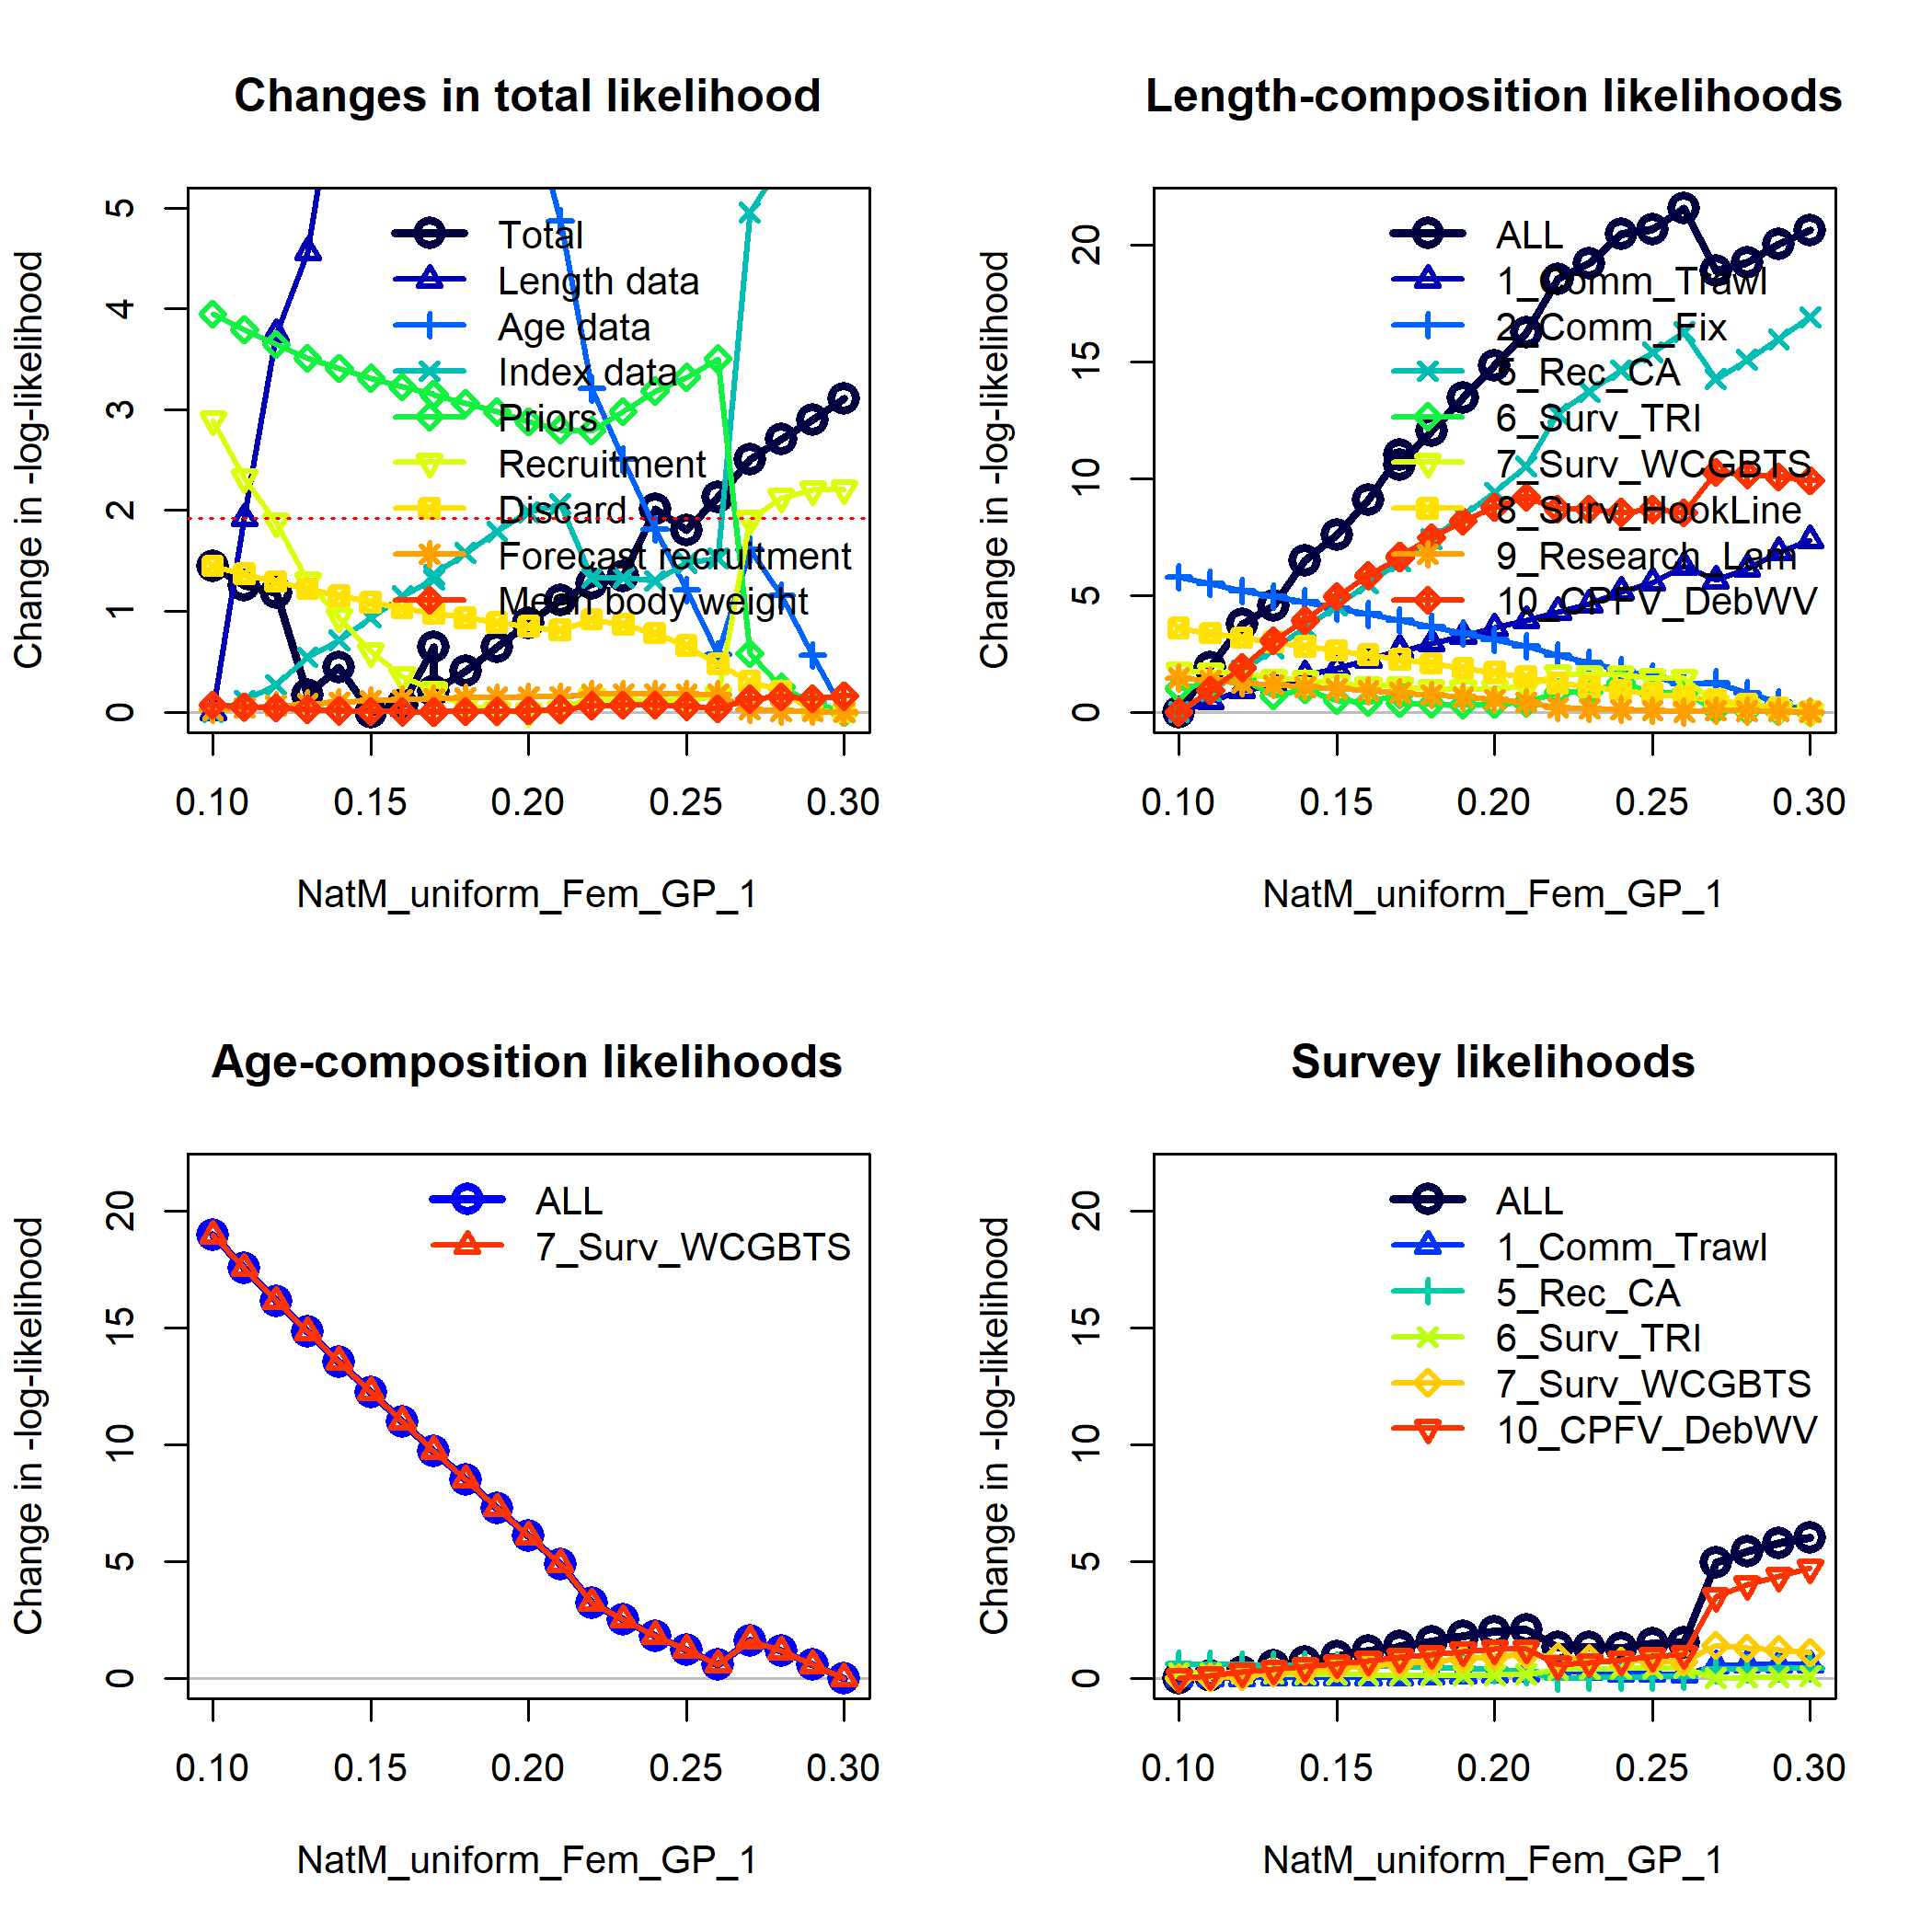 Changes in total likelihood
Change in -log-likelihood
5
4
3
2
1
0
Total
Length data
Age data
Index data
Priors
Recruitment
Discard
Forecast recruitment
Mean body weight
0.10 0.15 0.20 0.25 0.30
NatM_uniform_Fem_GP_1
Length-composition likelihoods
Change in -log-likelihood
20
15
10
5
0
ALL
1_Comm_Trawl
2_Comm_Fix
5_Rec_CA
6_Surv_TRI
7_Surv_WCGBTS
8_Surv_HookLine
9_Research_Lam
10_CPFV_DebWV
0.10 0.15 0.20 0.25 0.30
NatM_uniform_Fem_GP_1
Age-composition likelihoods
Change in -log-likelihood
20
15
10
5
0
ALL
7_Surv_WCGBTS
0.10 0.15 0.20 0.25 0.30
NatM_uniform_Fem_GP_1
Survey likelihoods
Change in -log-likelihood
20
15
10
5
0
ALL
1_Comm_Trawl
5_Rec_CA
6_Surv_TRI
7_Surv_WCGBTS
10_CPFV_DebWV
0.10 0.15 0.20 0.25 0.30
NatM_uniform_Fem_GP_1